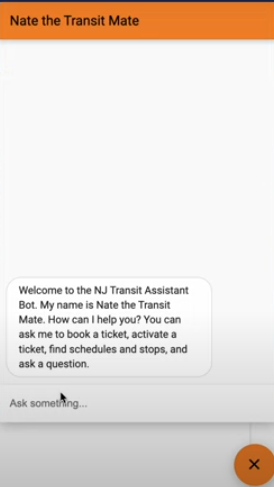 Nate the Transit Mate
Welcome to the NJ Transit Assistant
Bot. My name is Nate the Transit
Mate. How can I help you? You can
ask me to book a ticket, activate a
ticket, find schedules and stops, and
ask a question.
Ask something...